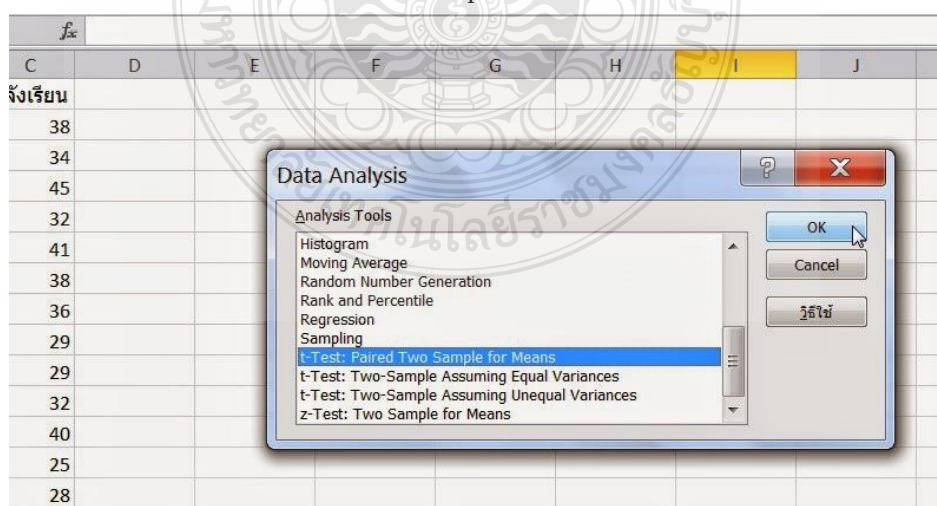 fx
C D E F G H I J
ังเรียน
38
34
45
32
41
38
36
29
29
32
40
25
28
Data Analysis
Analysis Tools
Histogram
Moving Average
Random Number Generation
Rank and Percentile
Regression
Sampling
t-Test: Paired Two Sample for Means
t-Test: Two-Sample Assuming Equal Variances
t-Test: Two-Sample Assuming Unequal Variances
z-Test: Two Sample for Means
OK
Cancel
วิธีใช้